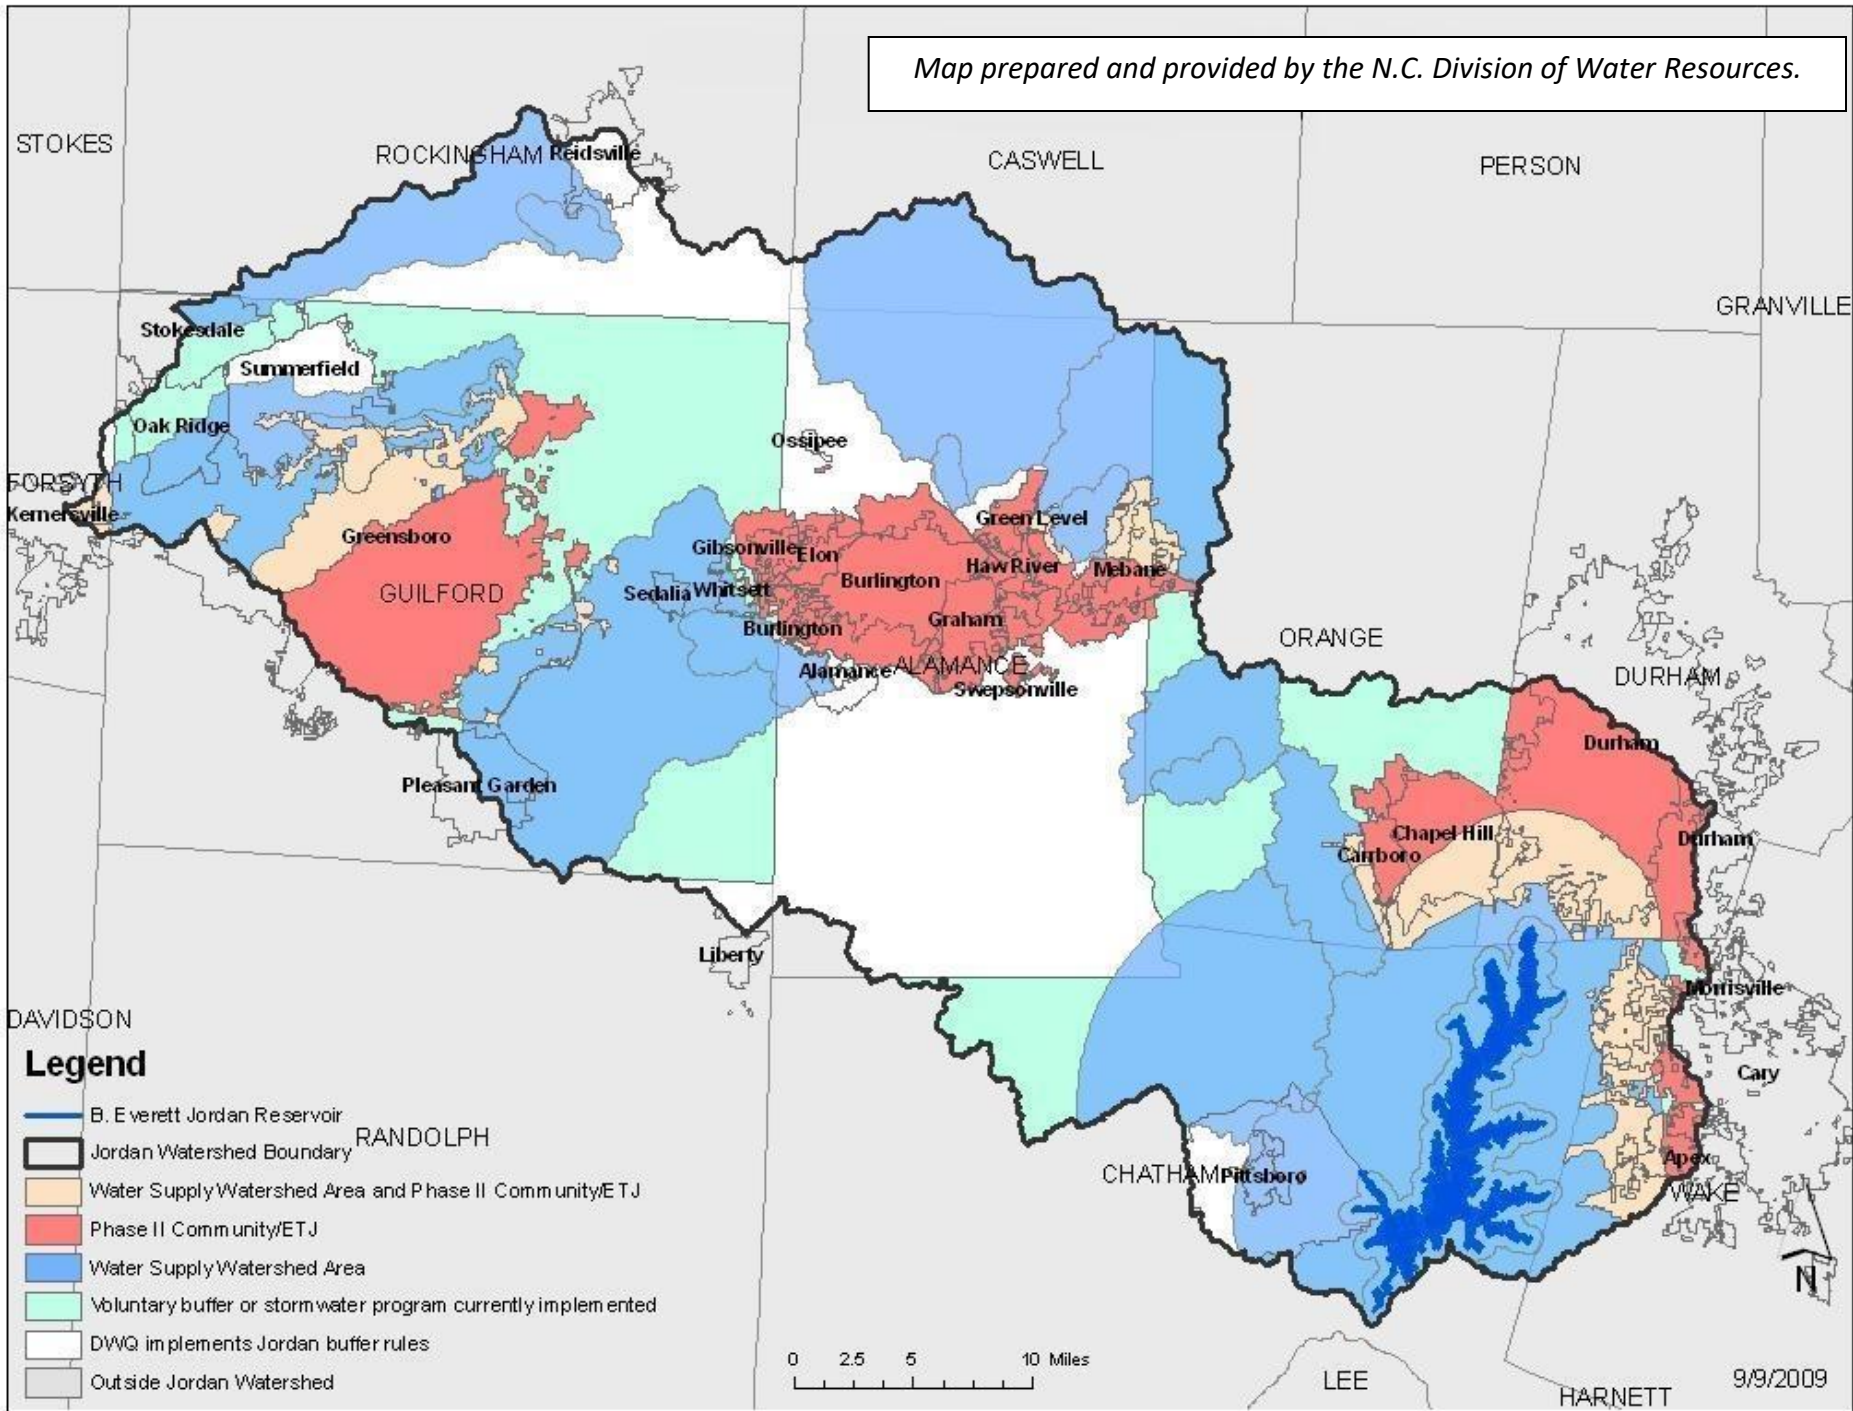 Map prepared and provided by the N.C. Division of Water Resources.
STOKES
ROCKINGHAM
Reidsville
CASWELL
PERSON
GRANVILLE
Stokesdale
Summerfield
Oak Ridge
Ossipee
FORSYTH
Kernersville
Greensboro
GUILFORD
Gibsonville
Elon
Green Level
Burlington
Haw River
Mebane
Sedalia
Whitsett
Graham
Burlington
ORANGE
Alamance
ALAMANCE
Swepsonville
DURHAM
Durham
Pleasant Garden
Chapel Hill
Carrboro
Durham
Liberty
Morrisville
DAVIDSON
Cary
Legend
B. Everett Jordan Reservoir
Jordan Watershed Boundary
RANDOLPH
Water Supply Watershed Area and Phase II Community/ETJ
Phase II Community/ETJ
Water Supply Watershed Area
Voluntary buffer or stormwater program currently implemented
DWQ implements Jordan buffer rules
Outside Jordan Watershed
CHATHAM
Pittsboro
Apex
WAKE
N
0 2.5 5 10 Miles
LEE
HARNETT
9/9/2009